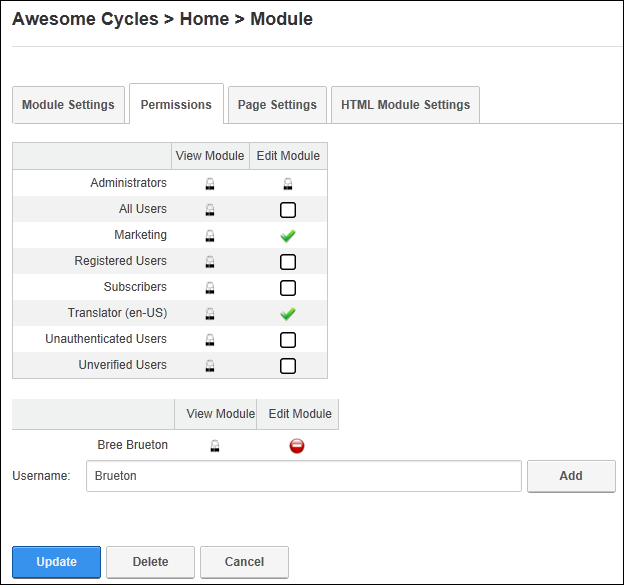 Awesome Cycles > Home > Module
Module Settings Permissions Page Settings HTML Module Settings
View Module Edit Module
Administrators
All Users
Marketing
Registered Users
Subscribers
Translator (en-US)
Unauthenticated Users
Unverified Users
View Module Edit Module
Bree Brueton
Username: Brueton Add
Update Delete Cancel